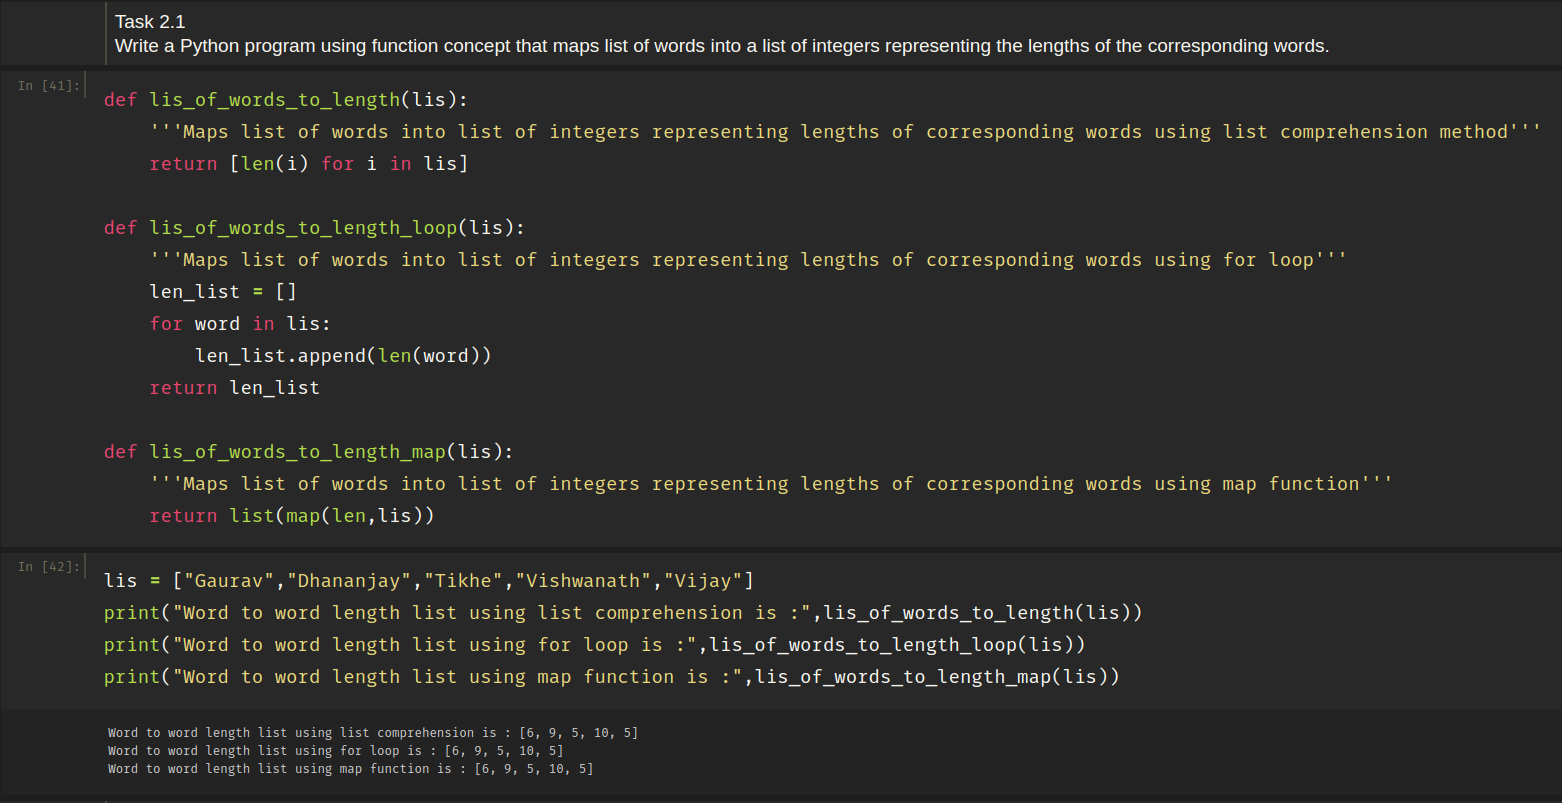 Task 2.1
Write a Python program using function concept that maps list of words into a list of integers representing the lengths of the corresponding words.
In [41]:
def lis_of_words_to_length(lis):
    '''Maps list of words into list of integers representing lengths of corresponding words using list comprehension method'''
    return [len(i) for i in lis]
def lis_of_words_to_length_loop(lis):
    '''Maps list of words into list of integers representing lengths of corresponding words using for loop'''
    len_list = []
    for word in lis:
        len_list.append(len(word))
    return len_list
def lis_of_words_to_length_map(lis):
    '''Maps list of words into list of integers representing lengths of corresponding words using map function'''
    return list(map(len,lis))
In [42]:
lis = ["Gaurav","Dhananjay","Tikhe","Vishwanath","Vijay"]
print("Word to word length list using list comprehension is :",lis_of_words_to_length(lis))
print("Word to word length list using for loop is :",lis_of_words_to_length_loop(lis))
print("Word to word length list using map function is :",lis_of_words_to_length_map(lis))
Word to word length list using list comprehension is : [6, 9, 5, 10, 5]
Word to word length list using for loop is : [6, 9, 5, 10, 5]
Word to word length list using map function is : [6, 9, 5, 10, 5]